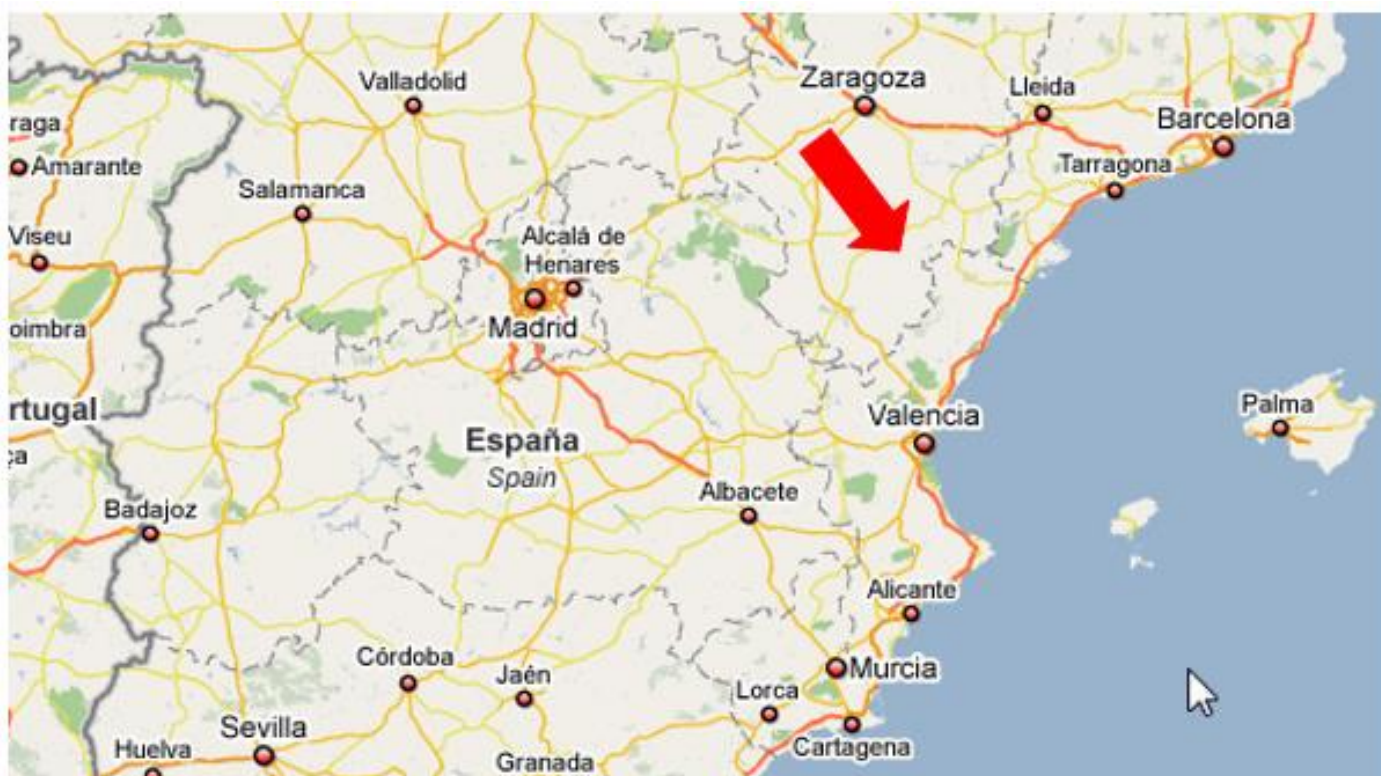 Valladolid
Zaragoza
Lleida
Barcelona
raga
Amarante
Tarragona
Salamanca
Viseu
Alcalá de
Henares
Madrid
oimbra
rtugal
Palma
Valencia
España
Spain
ça
Albacete
Badajoz
Alicante
Córdoba
Jaén
Murcia
Lorca
Sevilla
Cartagena
Huelva
Granada